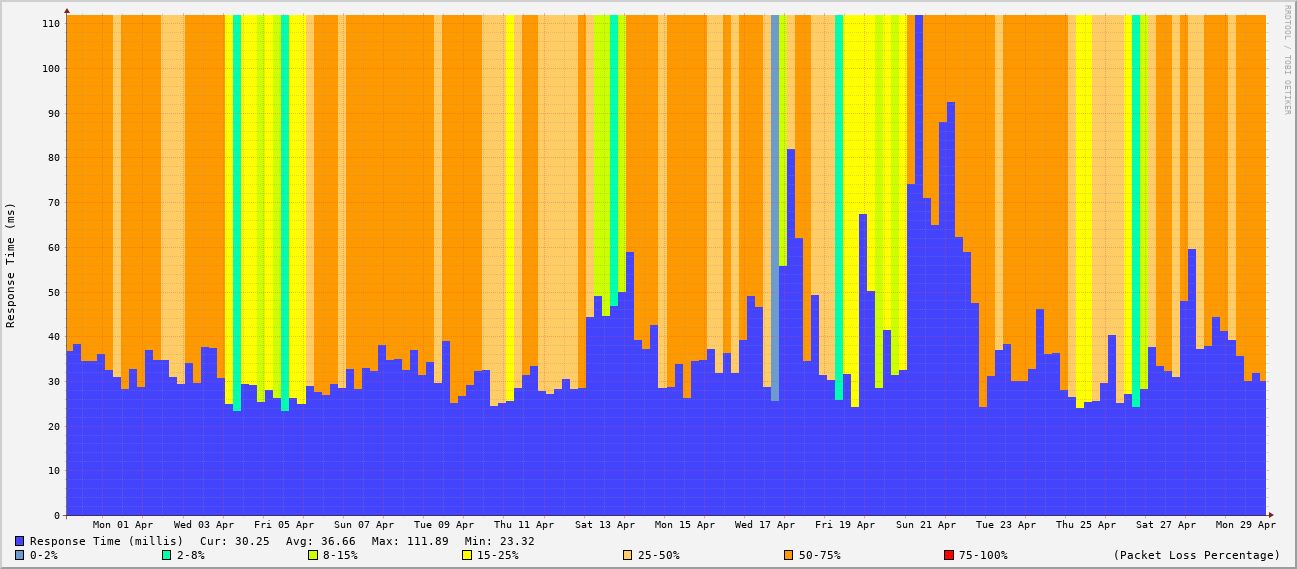 RRDTOOL / TOBI OETIKER
Response Time (ms)
110
100
90
80
70
60
50
40
30
20
10
0
Mon 01 Apr Wed 03 Apr Fri 05 Apr Sun 07 Apr Tue 09 Apr Thu 11 Apr Sat 13 Apr Mon 15 Apr Wed 17 Apr Fri 19 Apr Sun 21 Apr Tue 23 Apr Thu 25 Apr Sat 27 Apr Mon 29 Apr
Response Time (millis) Cur: 30.25 Avg: 36.66 Max: 111.89 Min: 23.32
0-2% 2-8% 8-15% 15-25% 25-50% 50-75% 75-100% (Packet Loss Percentage)